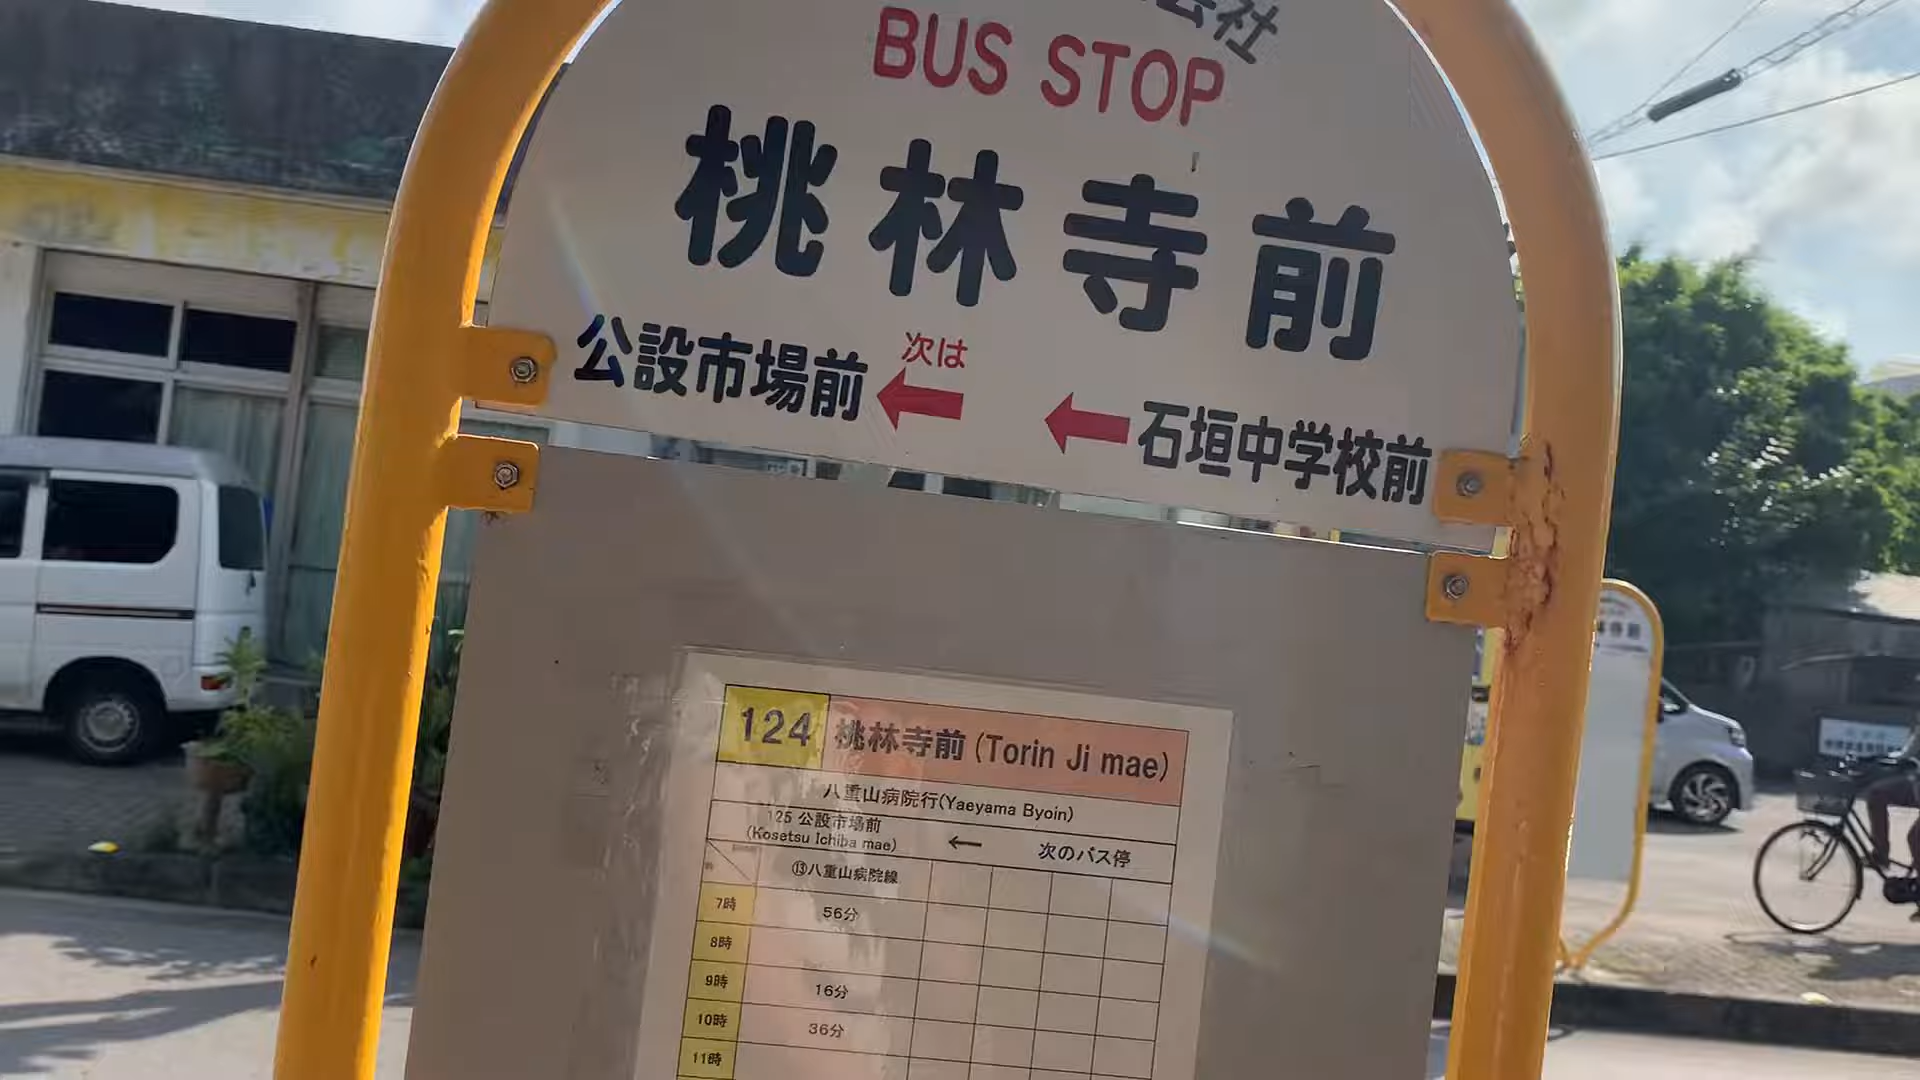 会社
BUS STOP
桃林寺前
次は
公設市場前
石垣中学校前
124 桃林寺前 (Torin Ji mae)
八重山病院行(Yaeyama Byoin)
125 公設市場前
(Kosetsu Ichiba mae)
← 次のバス停
⑬八重山病院線
7時 56分
8時
9時 16分
10時 36分
11時